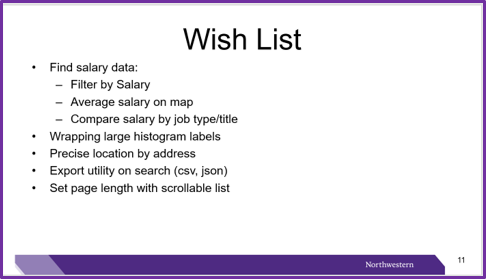 Wish List
• Find salary data:
– Filter by Salary
– Average salary on map
– Compare salary by job type/title
• Wrapping large histogram labels
• Precise location by address
• Export utility on search (csv, json)
• Set page length with scrollable list
Northwestern
11